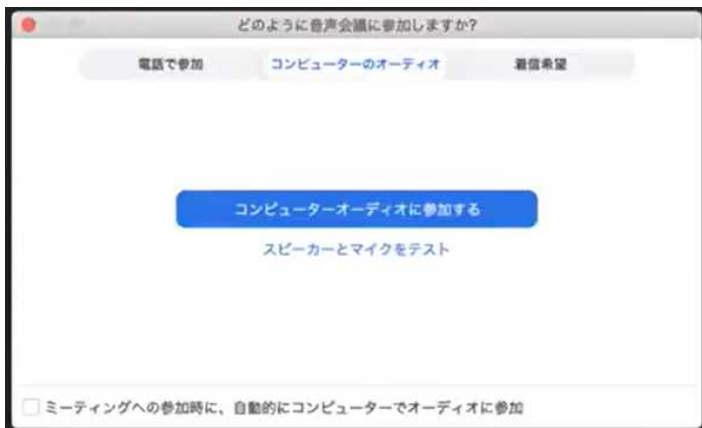 どのように音声会議に参加しますか?
電話で参加 コンピューターのオーディオ 着信希望
コンピューターオーディオに参加する
スピーカーとマイクをテスト
ミーティングへの参加時に、自動的にコンピューターでオーディオに参加